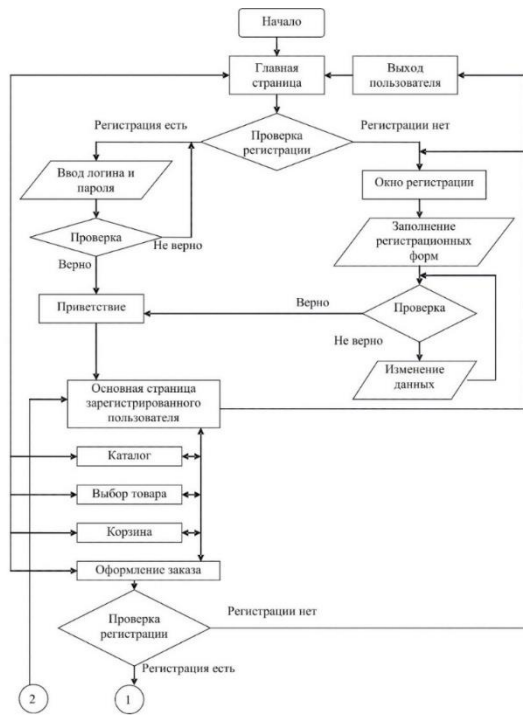 Начало
Главная
страница
Выход
пользователя
Регистрация есть
Проверка
регистрации
Регистрации нет
Ввод логина и
пароля
Окно регистрации
Проверка
Не верно
Заполнение
регистрационных
форм
Верно
Приветствие
Верно
Проверка
Не верно
Изменение
данных
Основная страница
зарегистрированного
пользователя
Каталог
Выбор товара
Корзина
Оформление заказа
Проверка
регистрации
Регистрации нет
Регистрация есть
2
1